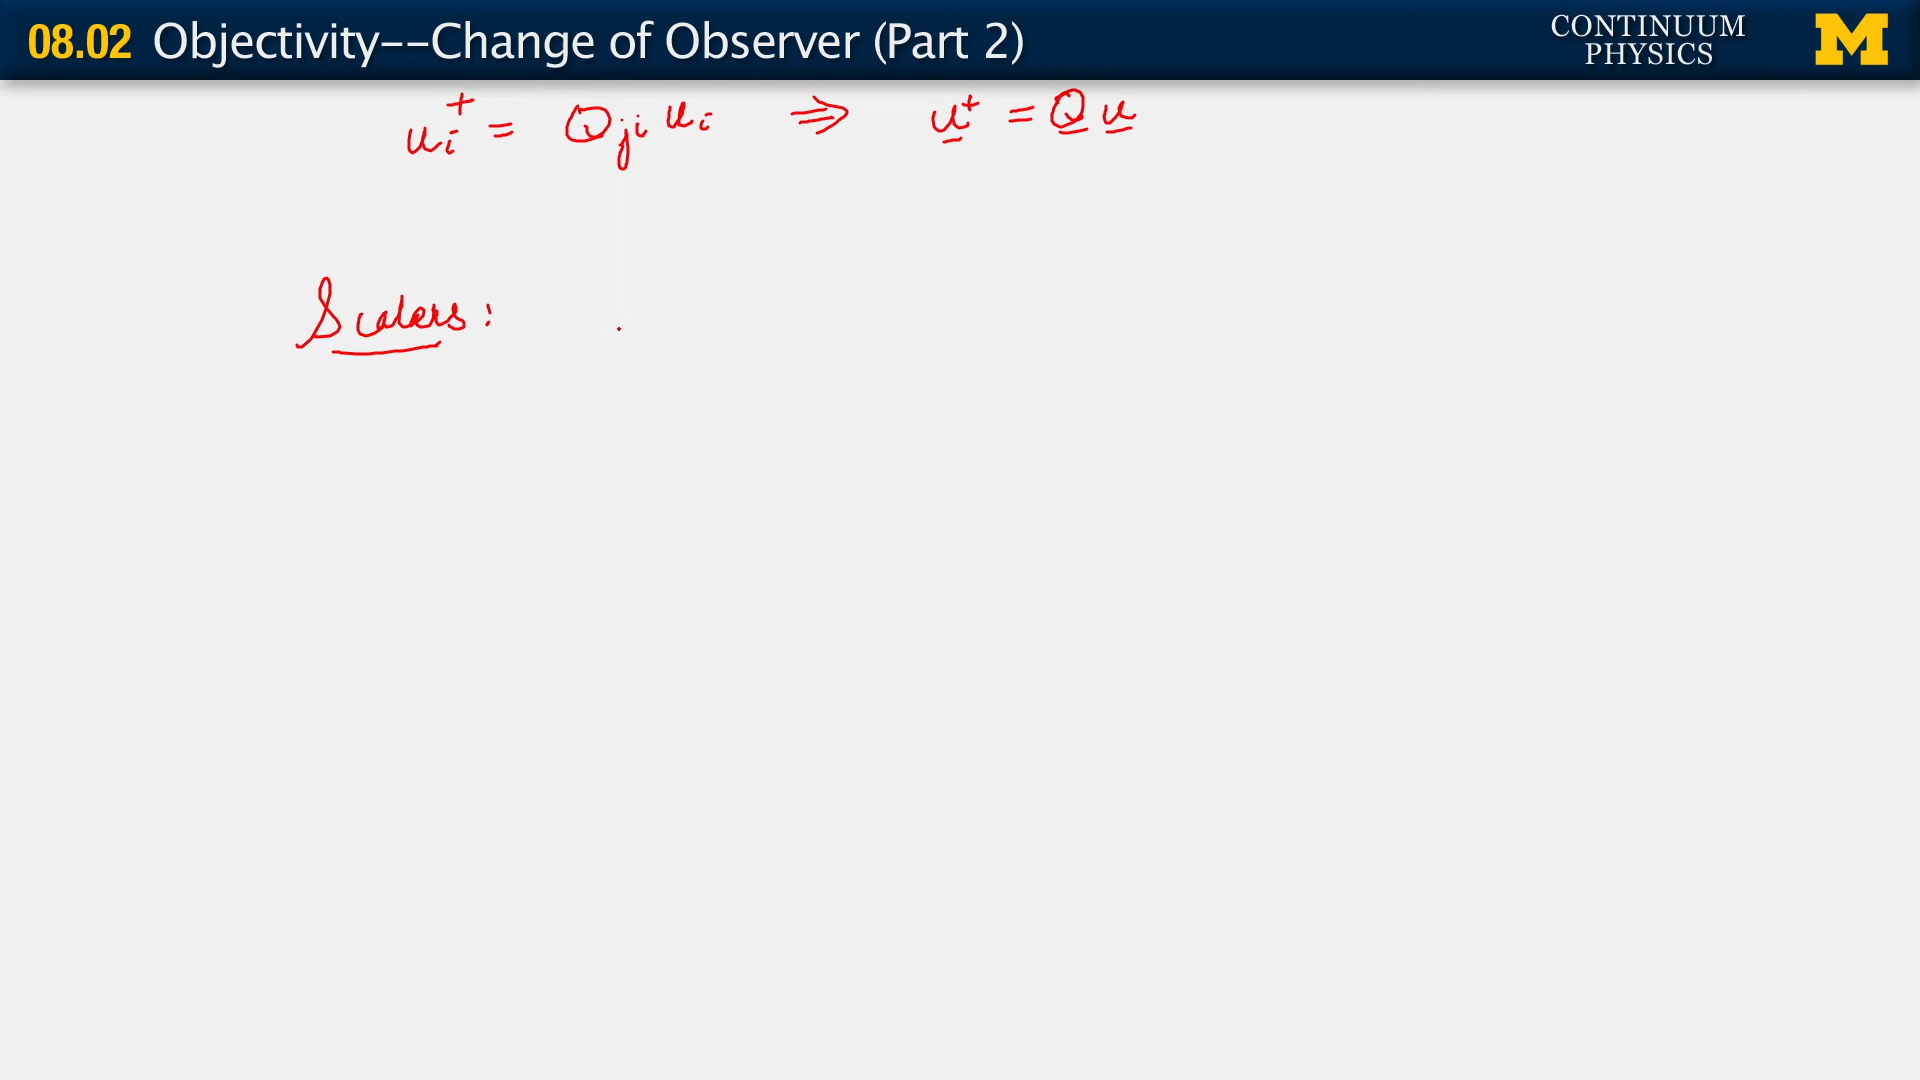 08.02 Objectivity--Change of Observer (Part 2)
CONTINUUM
PHYSICS
M
u_i^+ = Q_ji u_i ⇒ u^+ = Q u
Scalars: